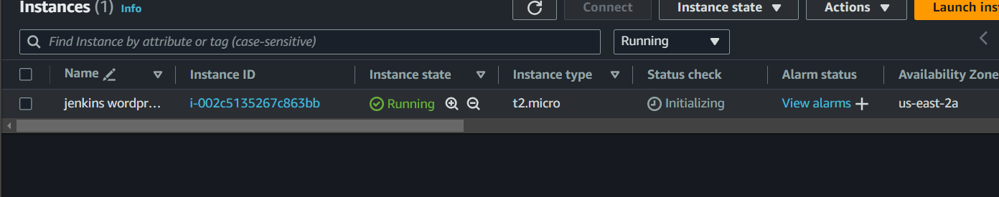 Instances (1) Info
Connect Instance state Actions Launch ins
Find Instance by attribute or tag (case-sensitive) Running
Name Instance ID Instance state Instance type Status check Alarm status Availability Zone
jenkins wordpr... i-002c5135267c863bb Running t2.micro Initializing View alarms + us-east-2a